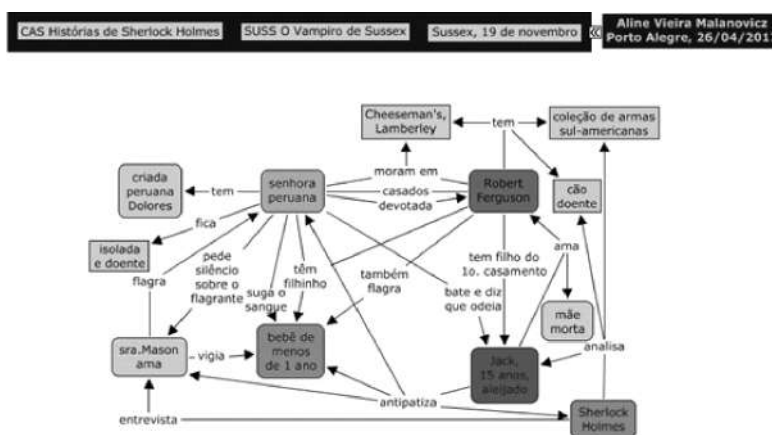 CAS Histórias de Sherlock Holmes
SUSS O Vampiro de Sussex
Sussex, 19 de novembro
Aline Vieira Malanovicz
Porto Alegre, 26/04/201
Cheeseman's,
Lamberley
tem
coleção de armas
sul-americanas
criada
peruana
Dolores
tem
senhora
peruana
moram em
casados
devotada
Robert
Ferguson
cão
doente
fica
isolada
e doente
flagra
pede
silêncio
sobre o
flagrante
suga o
sangue
têm
filhinho
também
flagra
tem filho do
1o. casamento
bate e diz
que odeia
ama
mãe
morta
sra.Mason
ama
vigia
bebê de
menos
de 1 ano
Jack,
15 anos,
aleijado
analisa
antipatiza
entrevista
Sherlock
Holmes